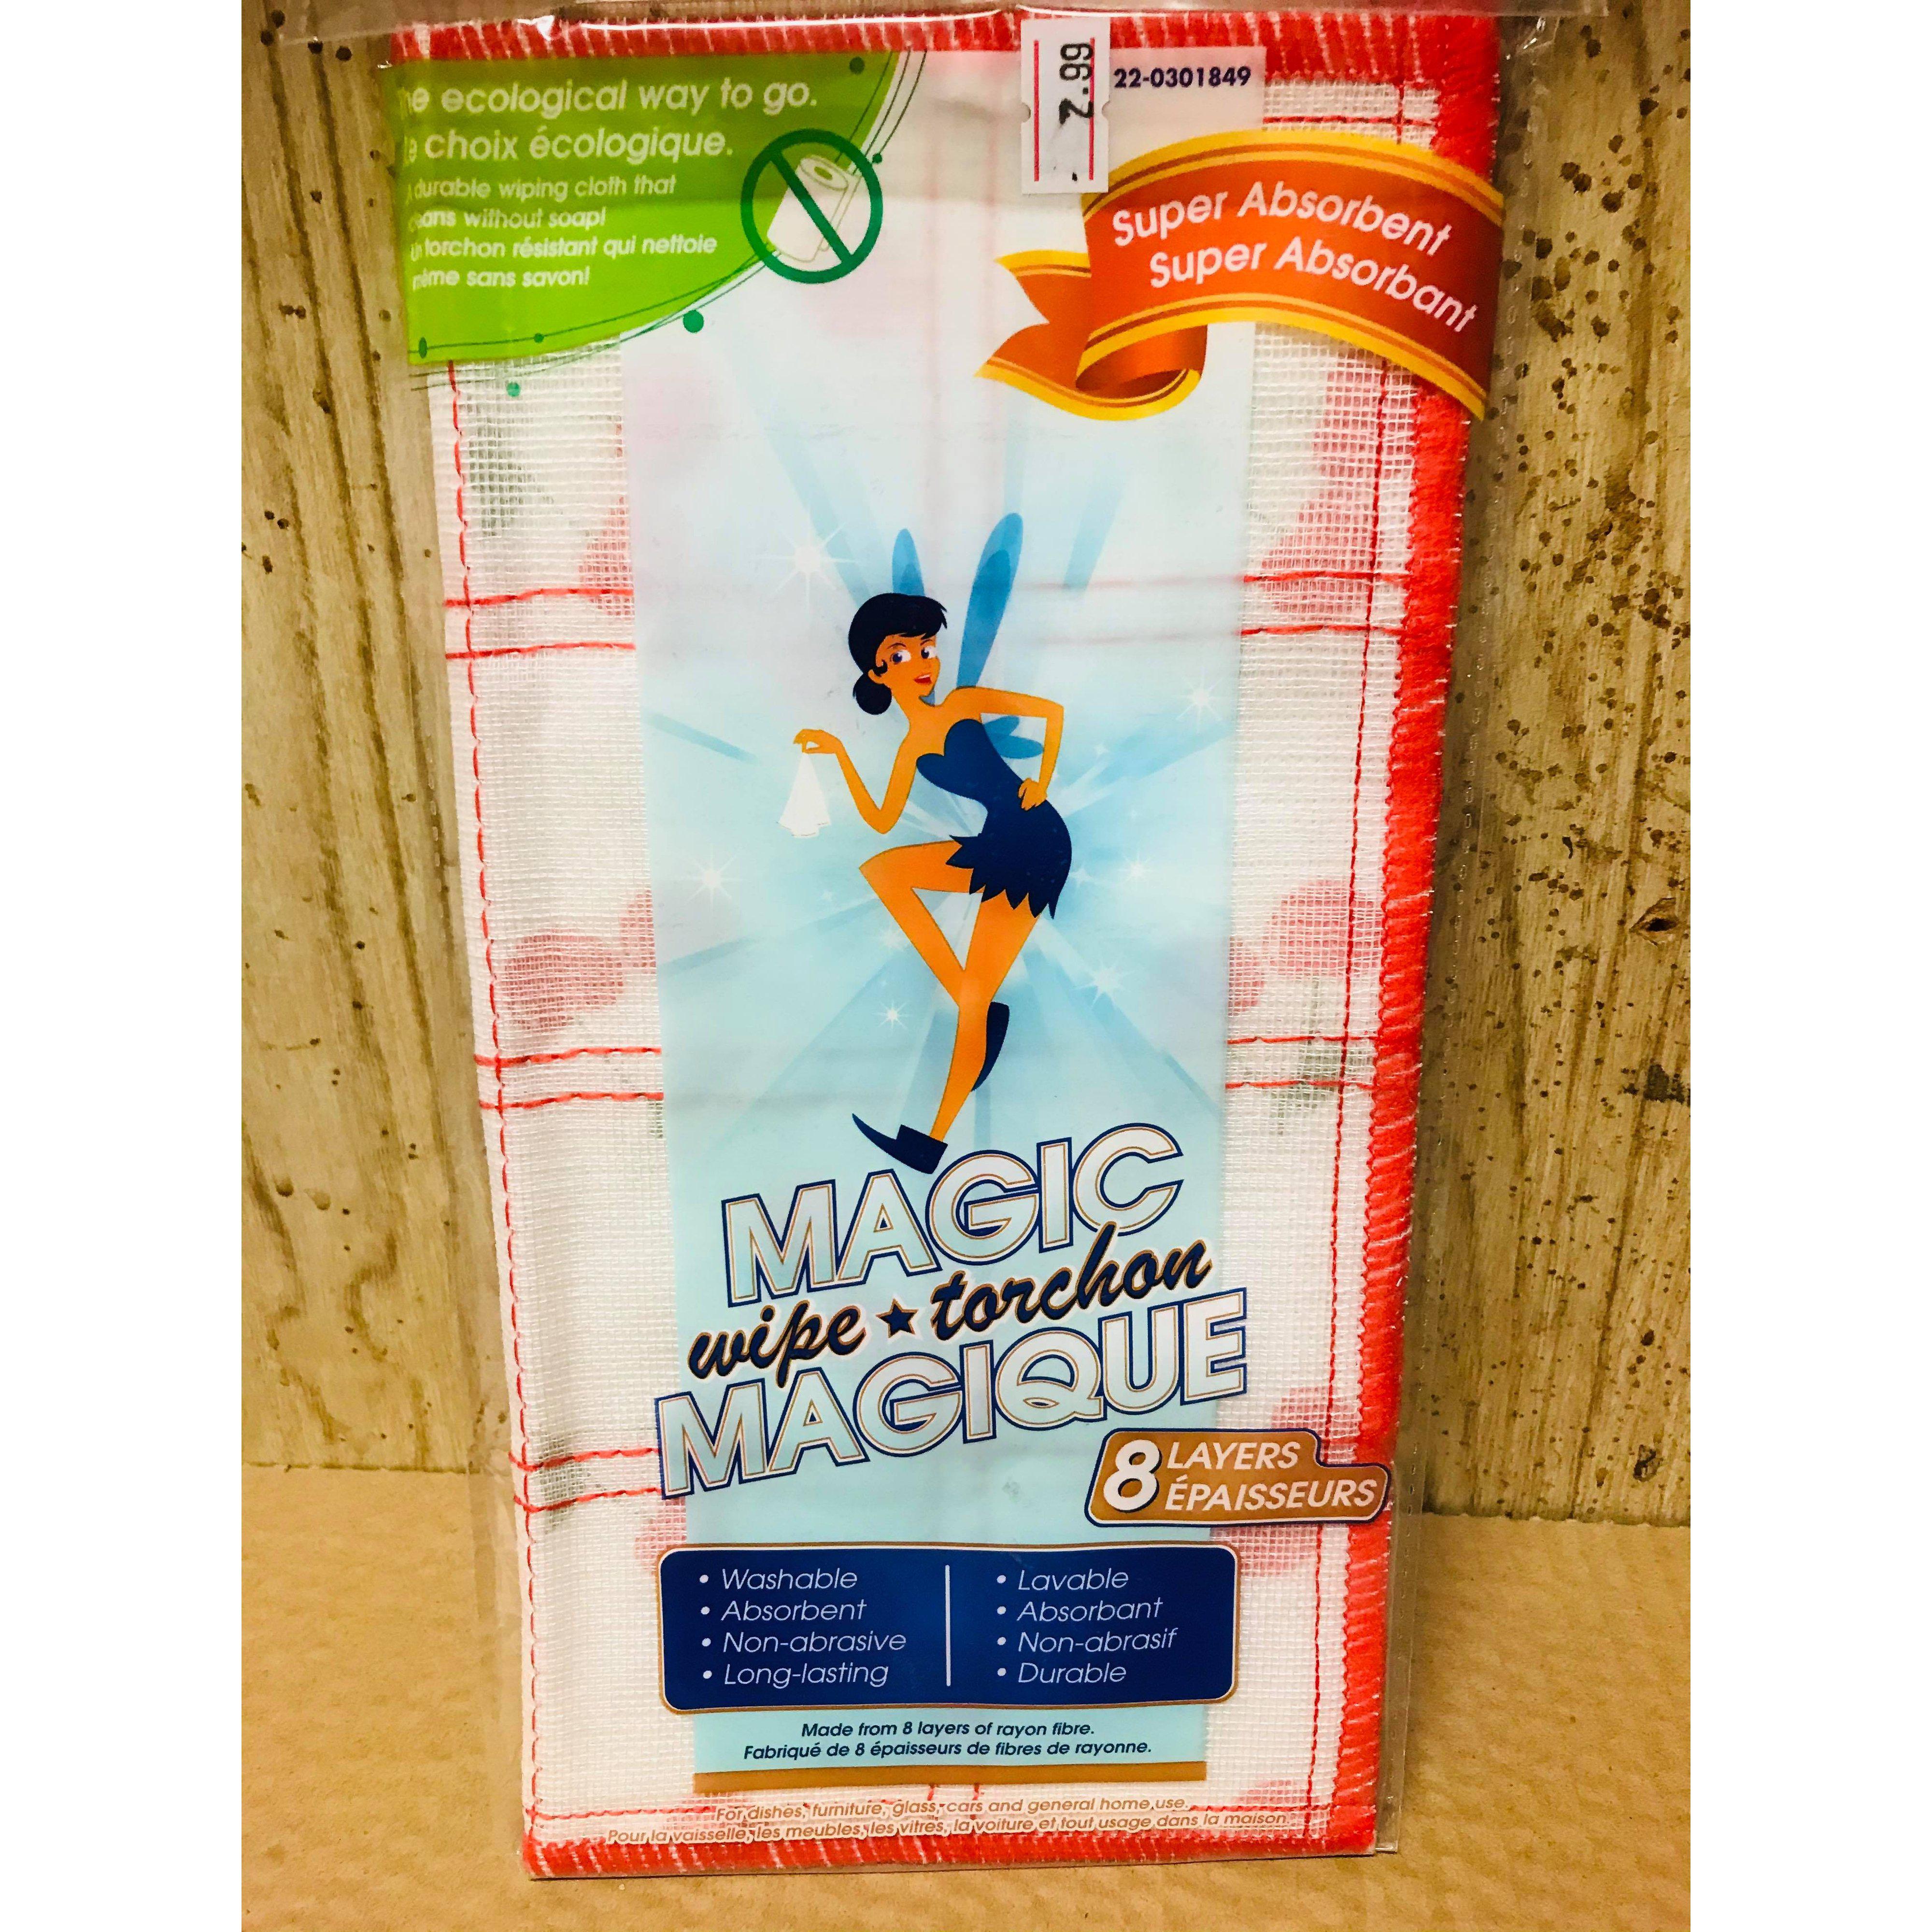 ecological way to go.
choix écologique.
durable wiping cloth that
without soap!
torchon résistant qui nettoie
même sans savon!
2.99
22-0301849
Super Absorbent
Super Absorbant
MAGIC
wipe ★ torchon
MAGIQUE
8 LAYERS
ÉPAISSEURS
• Washable
• Absorbent
• Non-abrasive
• Long-lasting
• Lavable
• Absorbant
• Non-abrasif
• Durable
Made from 8 layers of rayon fibre.
Fabriqué de 8 épaisseurs de fibres de rayonne.
For dishes, furniture, glass, cars and general home use.
Pour la vaisselle, les meubles, les vitres, la voiture et tout usage dans la maison.